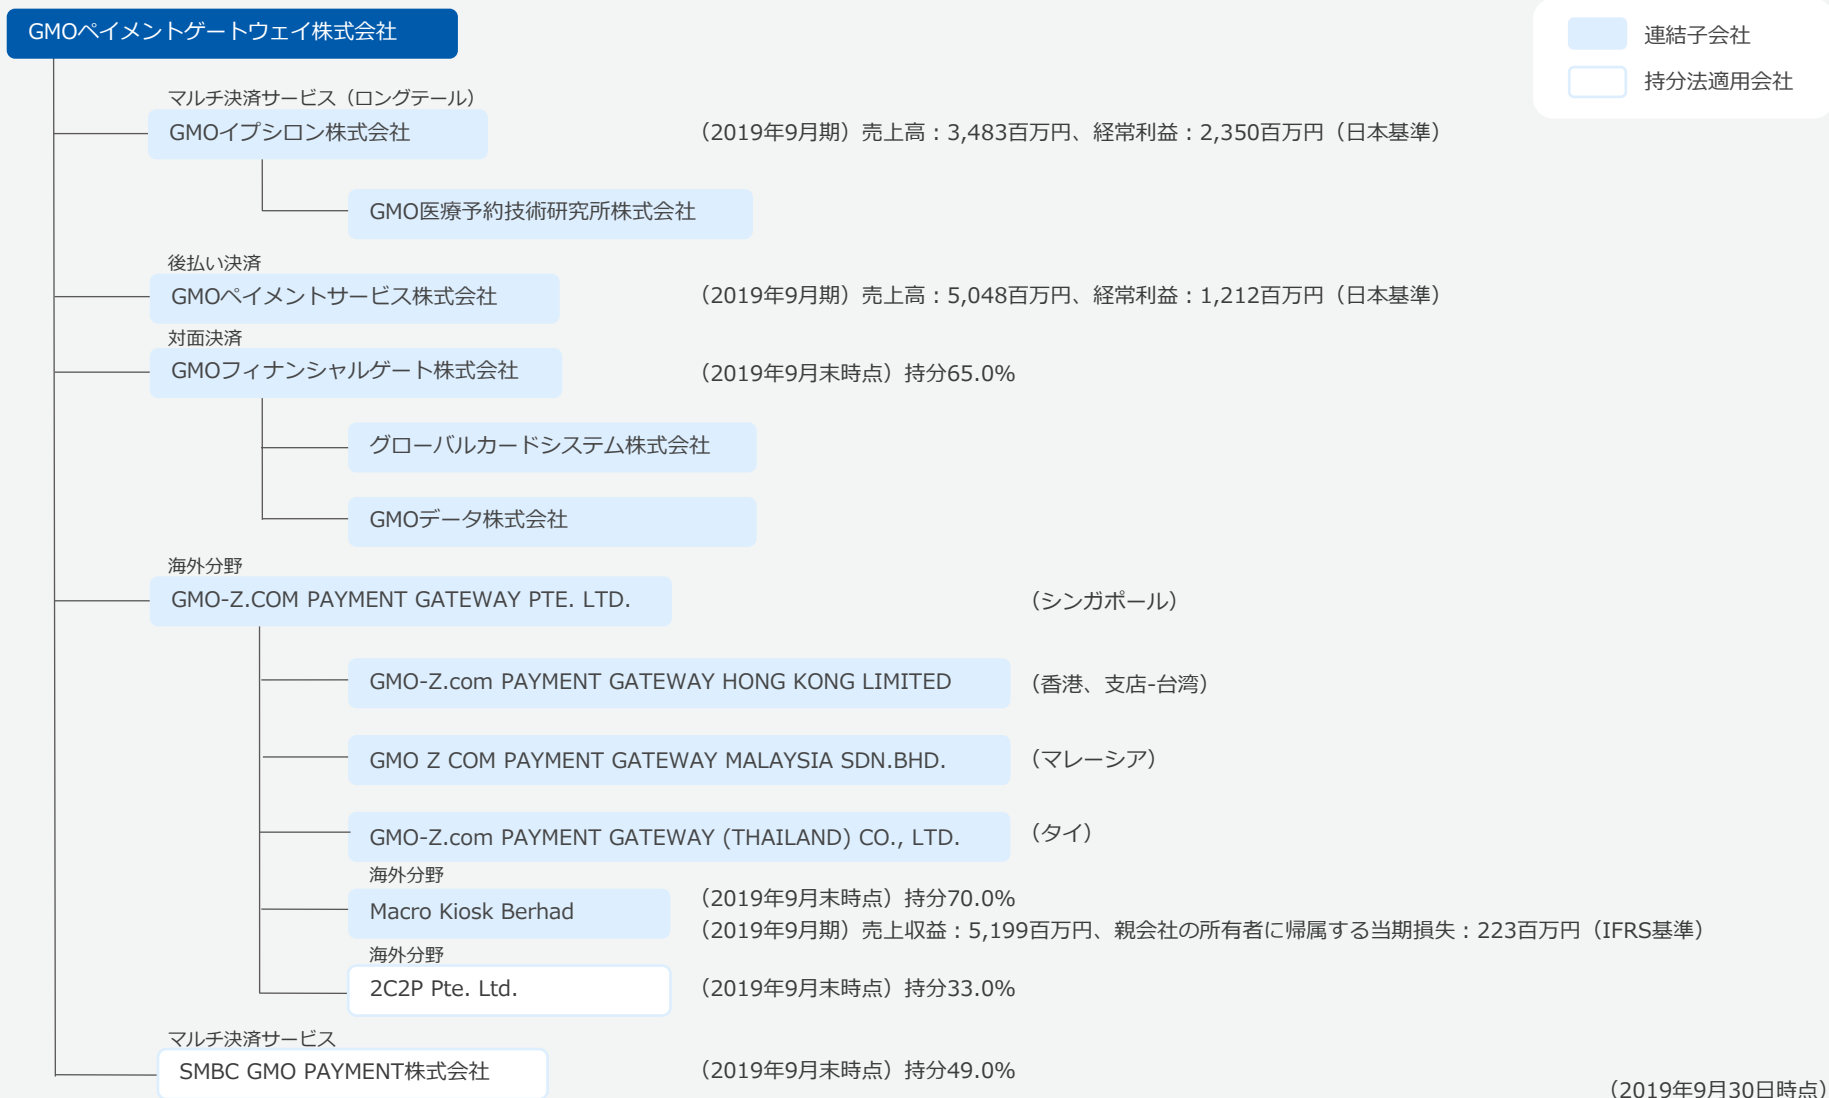 GMOペイメントゲートウェイ株式会社
連結子会社
持分法適用会社
マルチ決済サービス（ロングテール）
GMOイプシロン株式会社
（2019年9月期）売上高：3,483百万円、経常利益：2,350百万円（日本基準）
GMO医療予約技術研究所株式会社
後払い決済
GMOペイメントサービス株式会社
（2019年9月期）売上高：5,048百万円、経常利益：1,212百万円（日本基準）
対面決済
GMOフィナンシャルゲート株式会社
（2019年9月末時点）持分65.0%
グローバルカードシステム株式会社
GMOデータ株式会社
海外分野
GMO-Z.COM PAYMENT GATEWAY PTE. LTD.
（シンガポール）
GMO-Z.com PAYMENT GATEWAY HONG KONG LIMITED
（香港、支店-台湾）
GMO Z COM PAYMENT GATEWAY MALAYSIA SDN.BHD.
（マレーシア）
GMO-Z.com PAYMENT GATEWAY (THAILAND) CO., LTD.
（タイ）
海外分野
Macro Kiosk Berhad
（2019年9月末時点）持分70.0%
（2019年9月期）売上収益：5,199百万円、親会社の所有者に帰属する当期損失：223百万円（IFRS基準）
海外分野
2C2P Pte. Ltd.
（2019年9月末時点）持分33.0%
マルチ決済サービス
SMBC GMO PAYMENT株式会社
（2019年9月末時点）持分49.0%
（2019年9月30日時点）